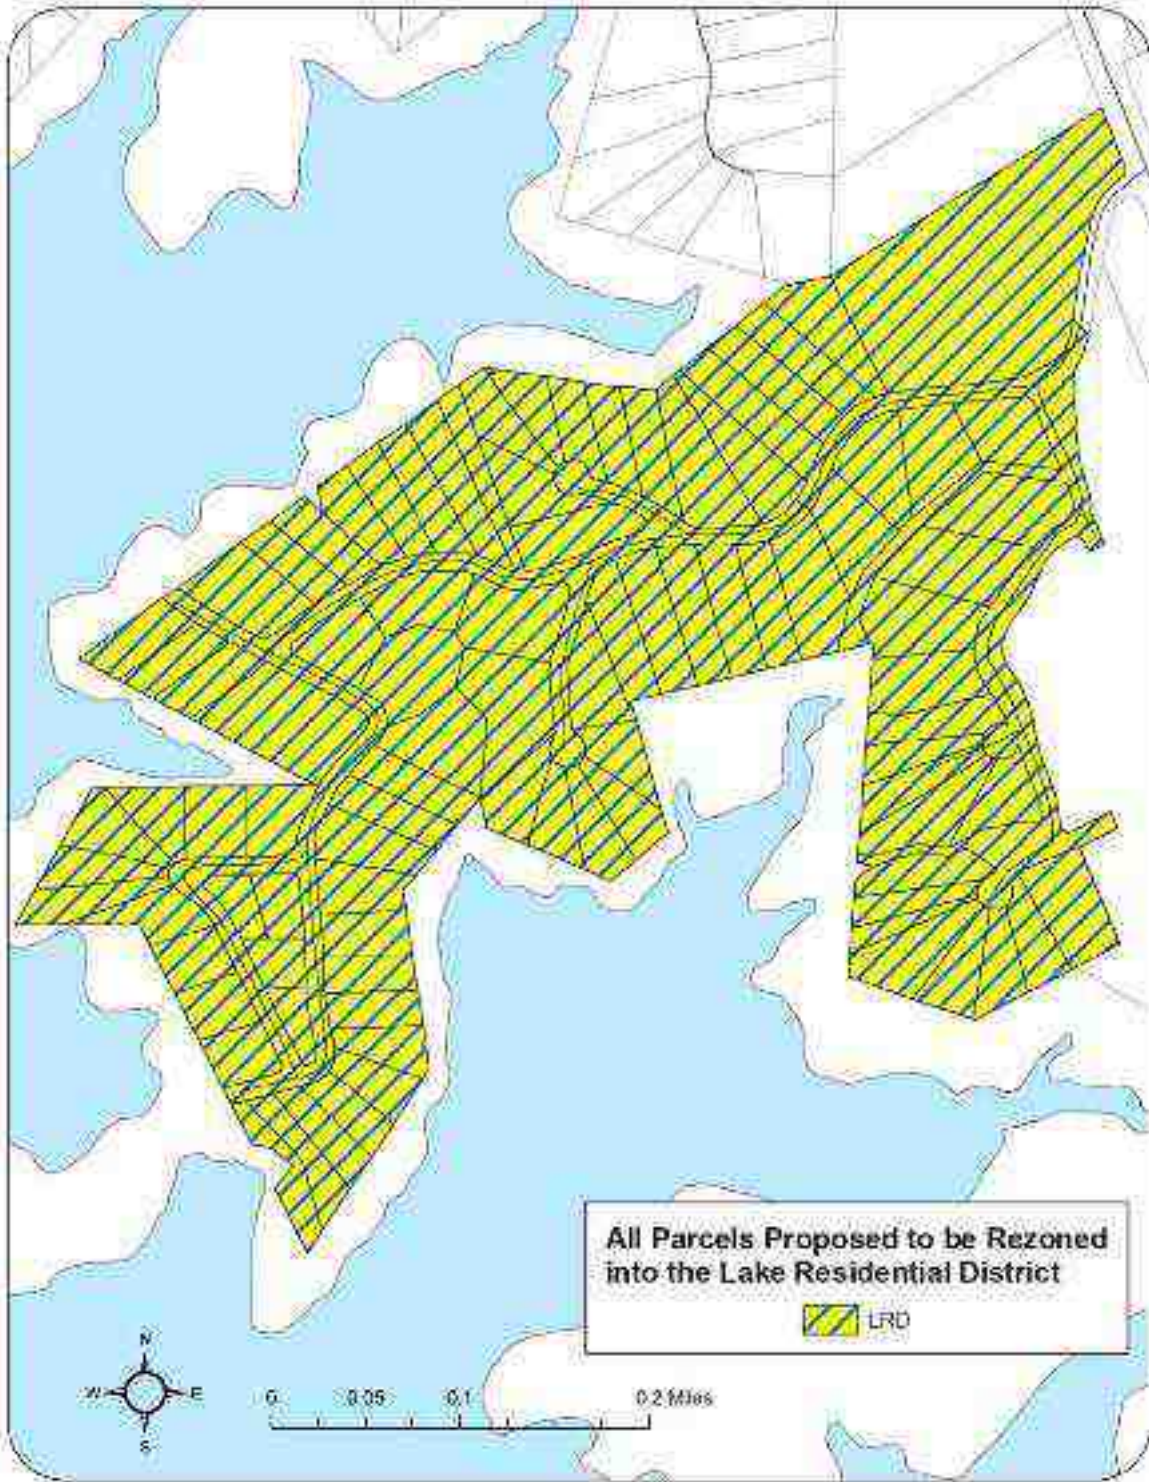 All Parcels Proposed to be Rezoned
into the Lake Residential District
LRD
N
W E
S
0 0.05 0.1 0.2 Miles